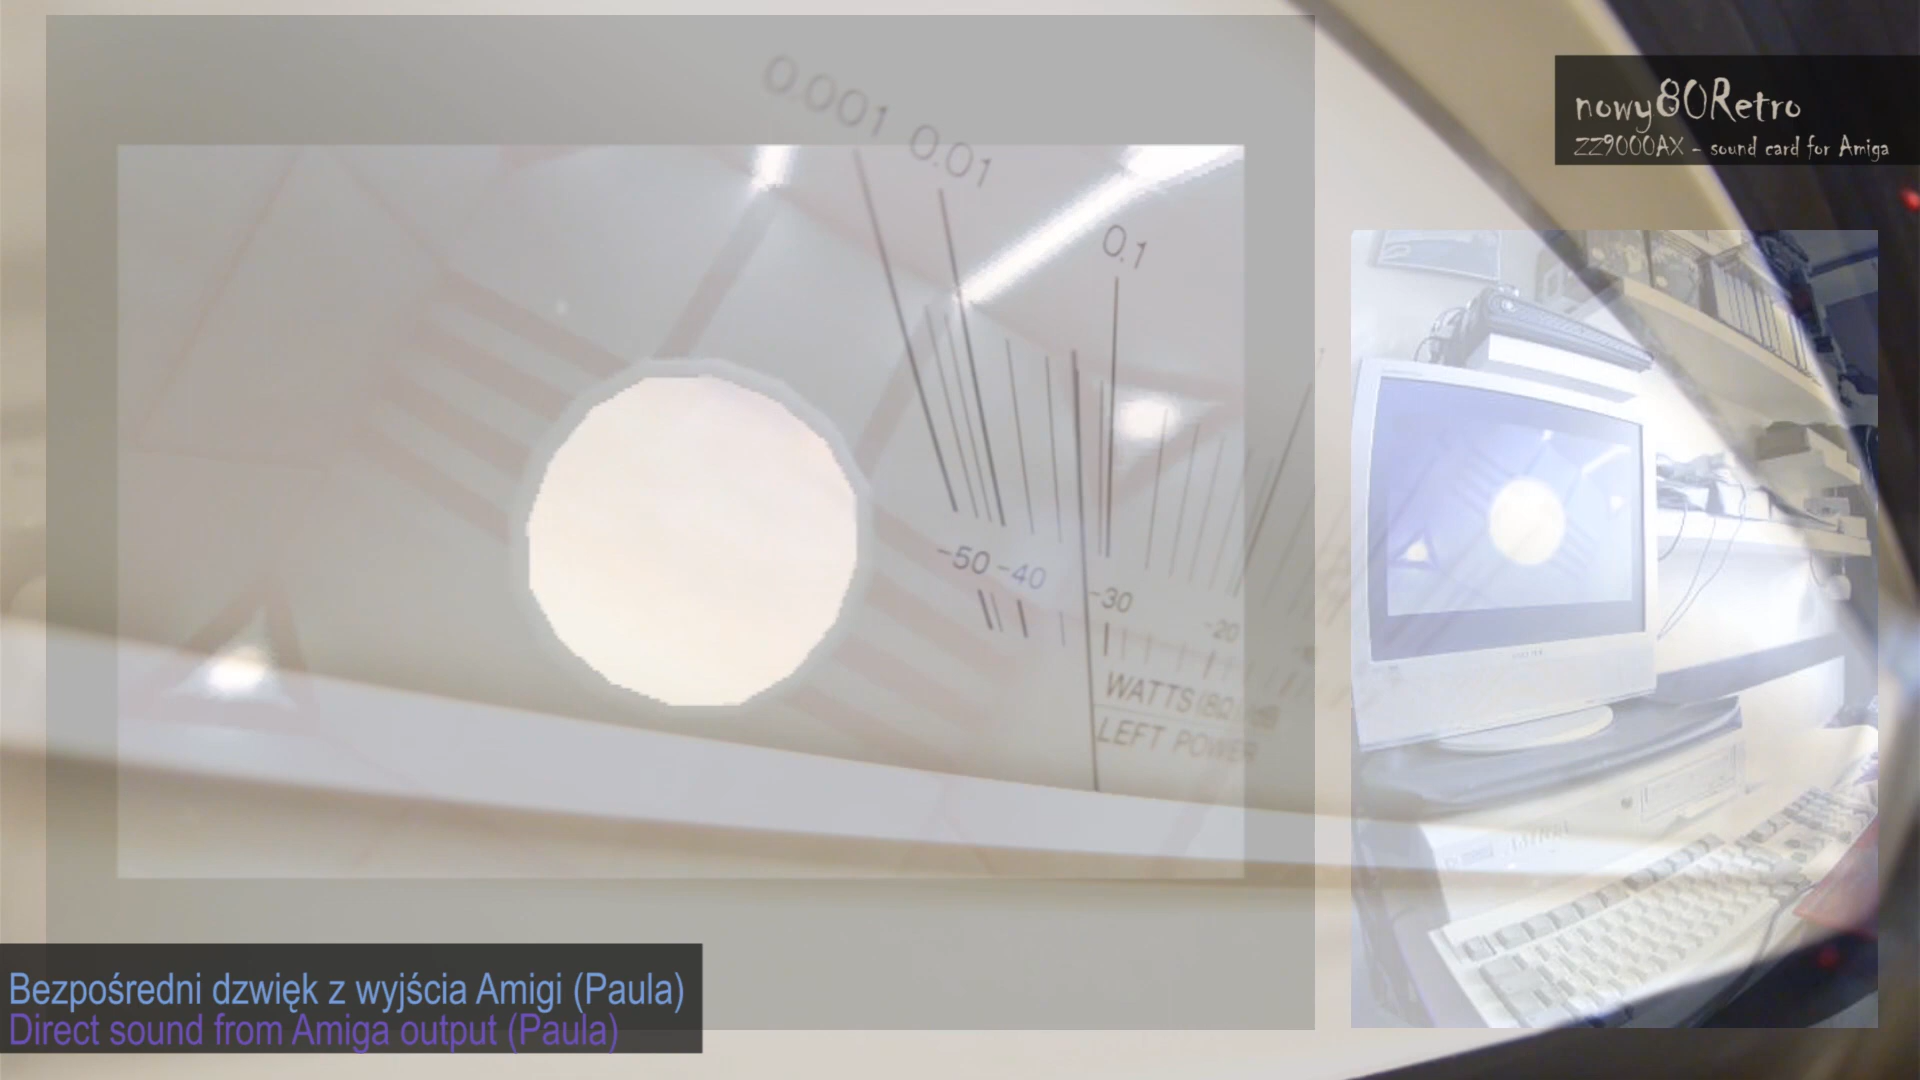 nowy80Retro
ZZ9000AX - sound card for Amiga
0.001 0.01
0.1
-50 -40
-30
-20
WATTS (8Ω)
LEFT POWER
Bezpośredni dzwięk z wyjścia Amigi (Paula)
Direct sound from Amiga output (Paula)